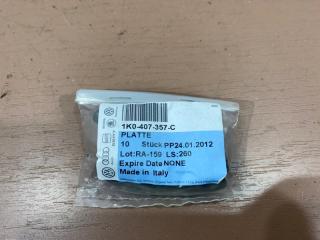 1K0-407-357-C
PLATTE
10 Stück PP24.01.2012
Lot:RA-159 LS:260
Expire Date NONE
Made in Italy